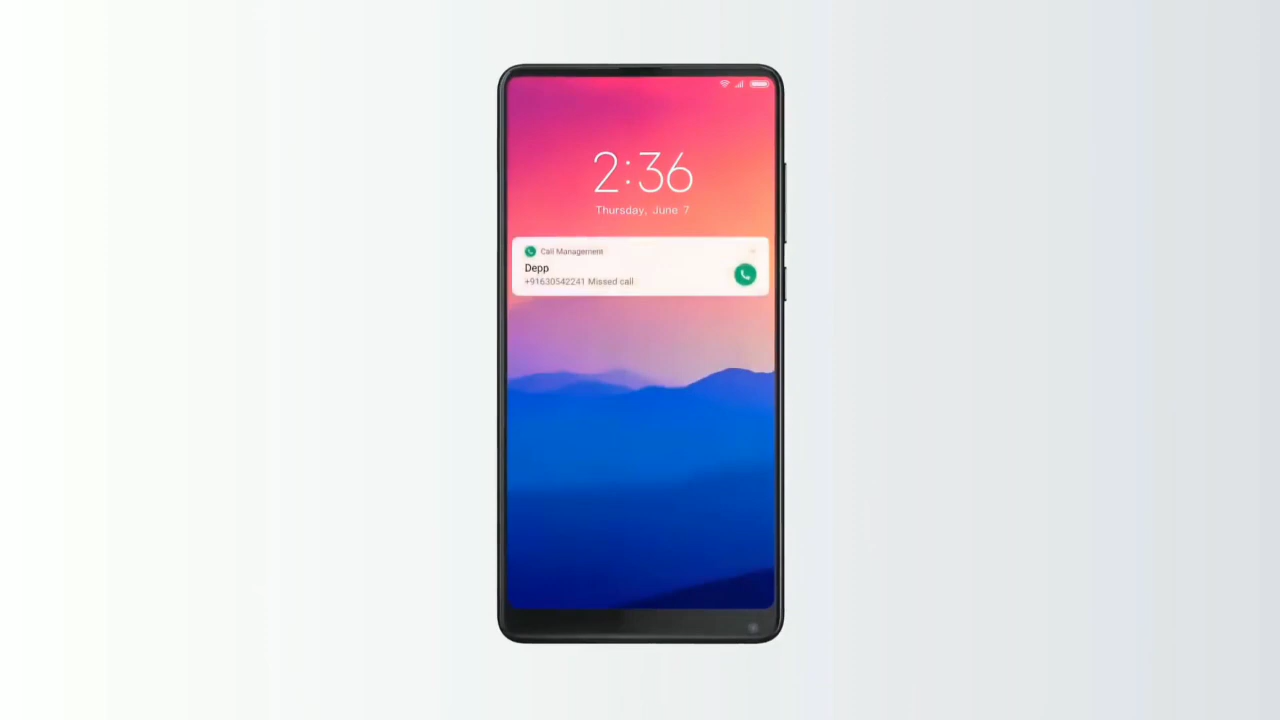 2:36
Thursday, June 7
Call Management
Depp
+91630542241 Missed call